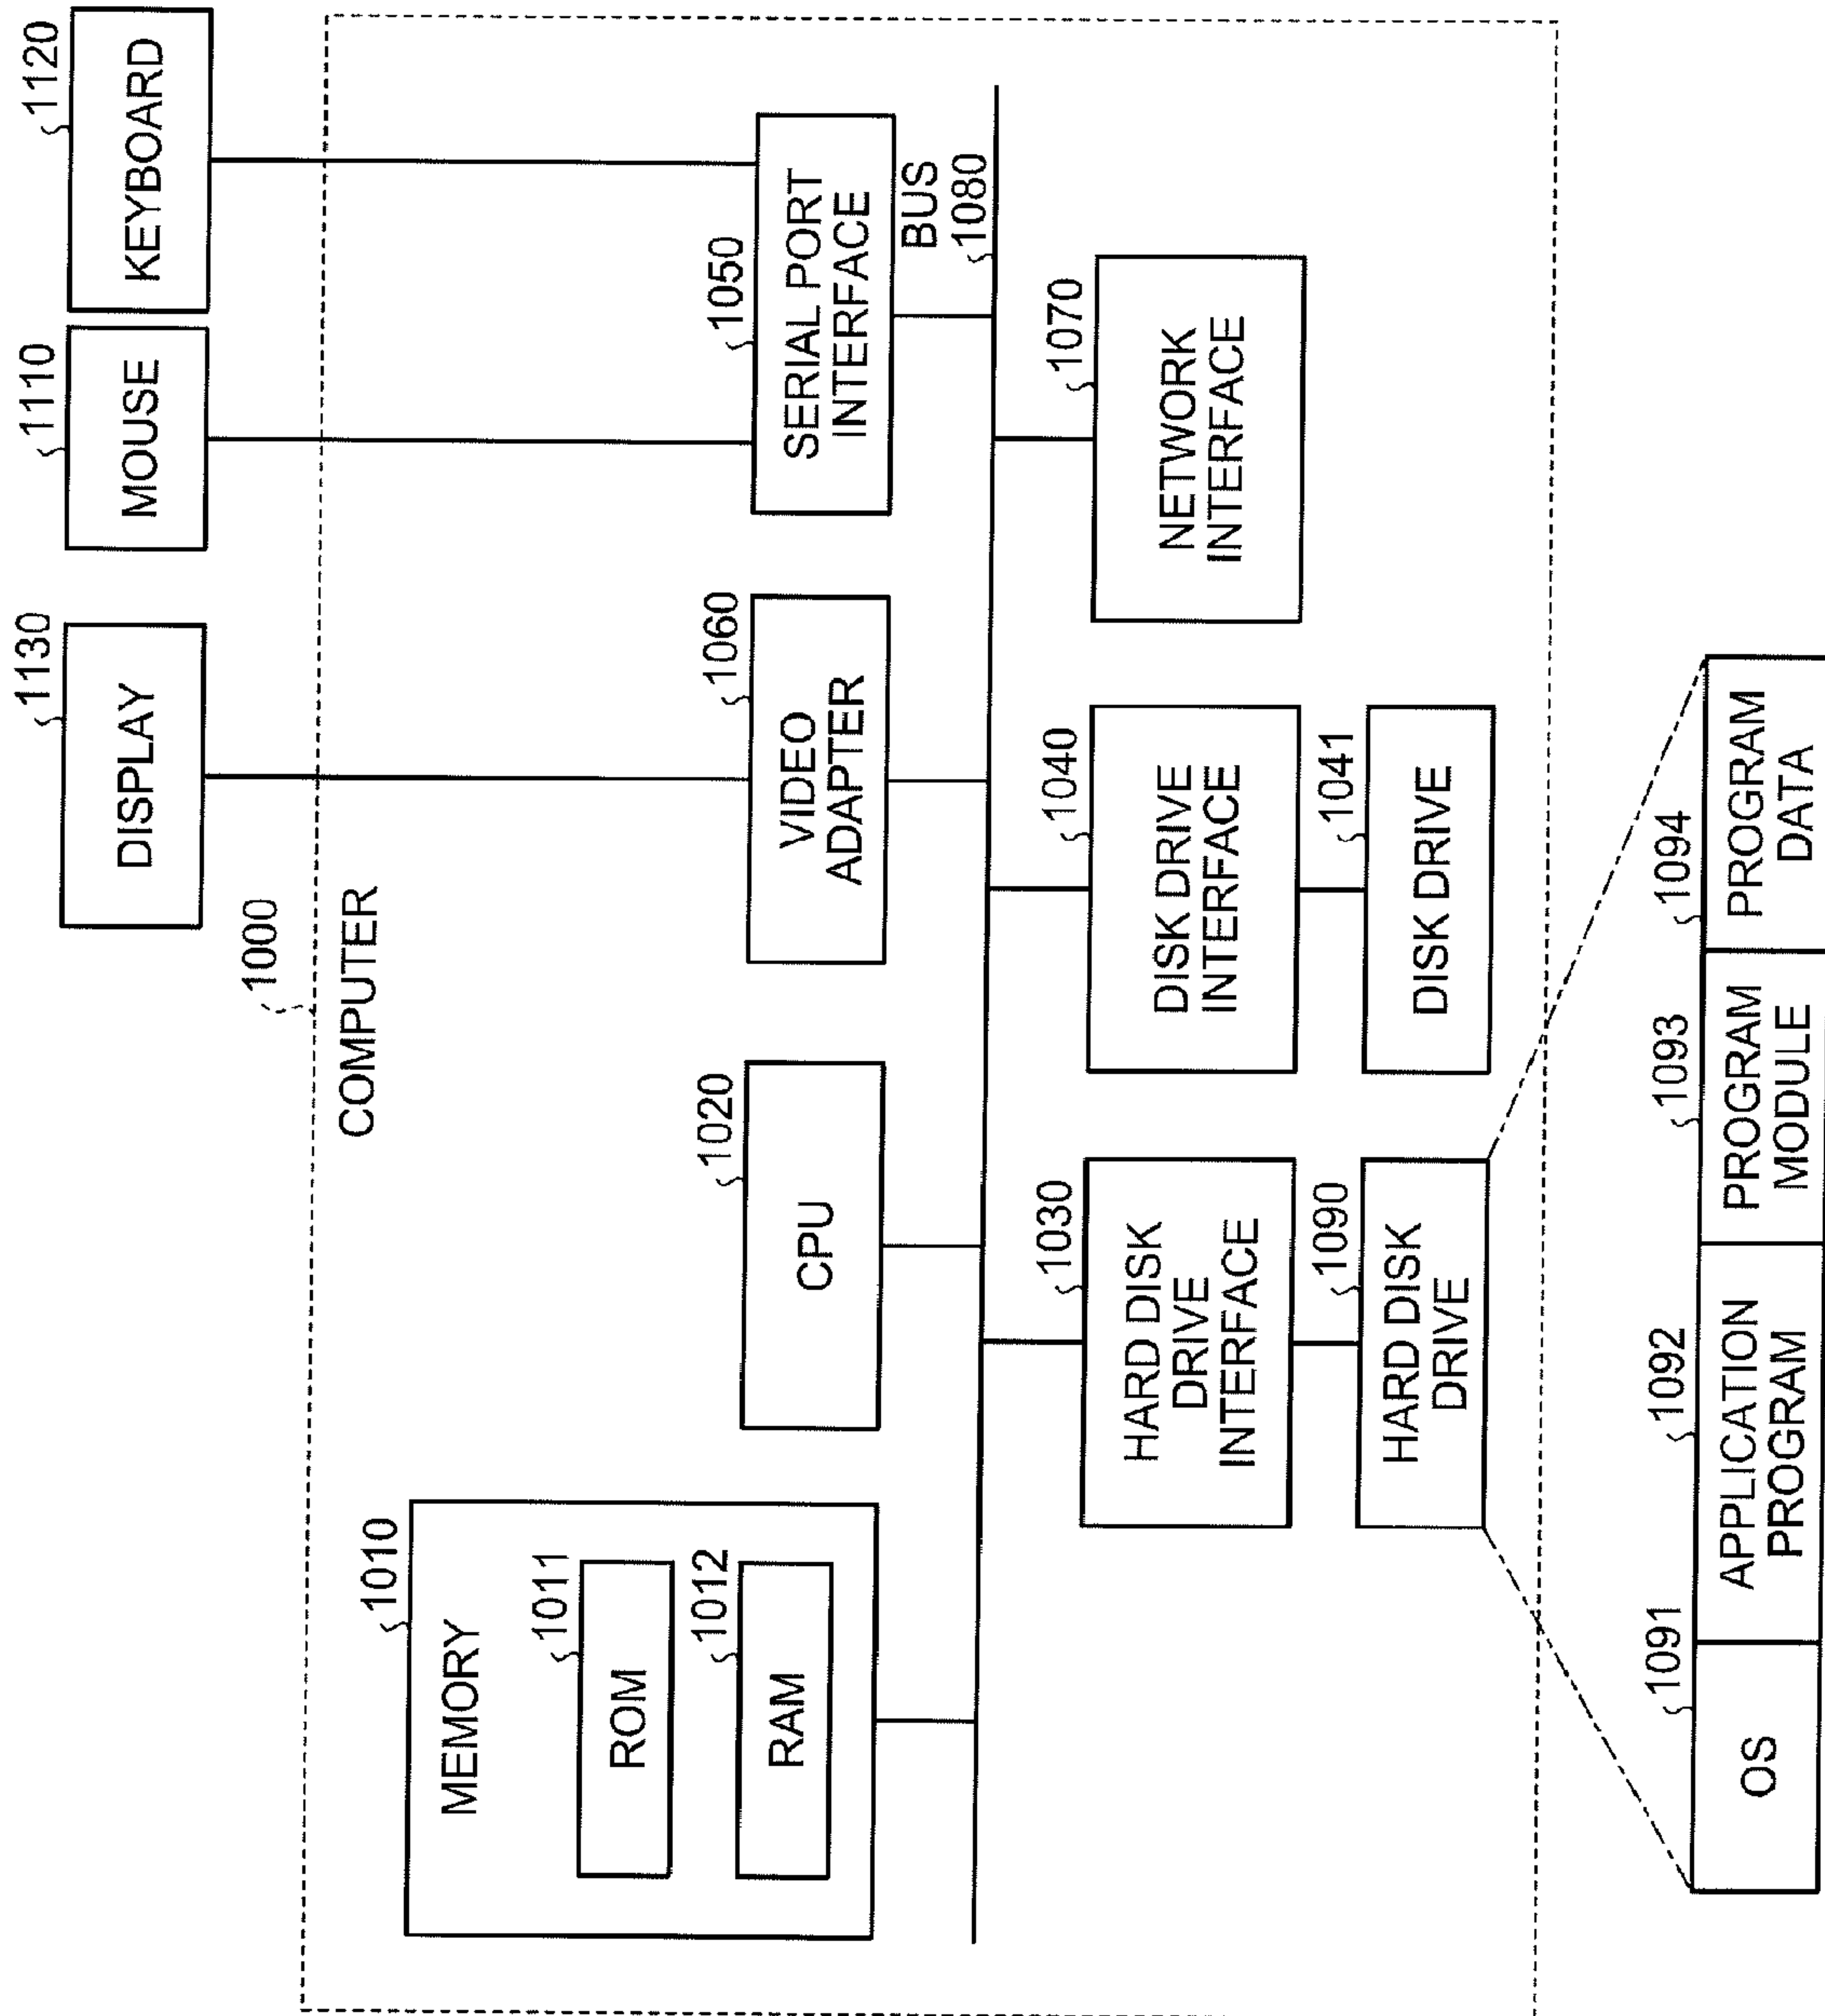 1130
DISPLAY
1110
MOUSE
1120
KEYBOARD
1000
COMPUTER
1010
MEMORY
1011
ROM
1012
RAM
1020
CPU
1060
VIDEO
ADAPTER
1050
SERIAL PORT
INTERFACE
BUS
1080
1030
HARD DISK
DRIVE
INTERFACE
1040
DISK DRIVE
INTERFACE
1070
NETWORK
INTERFACE
1090
HARD DISK
DRIVE
1041
DISK DRIVE
1091
OS
1092
APPLICATION
PROGRAM
1093
PROGRAM
MODULE
1094
PROGRAM
DATA